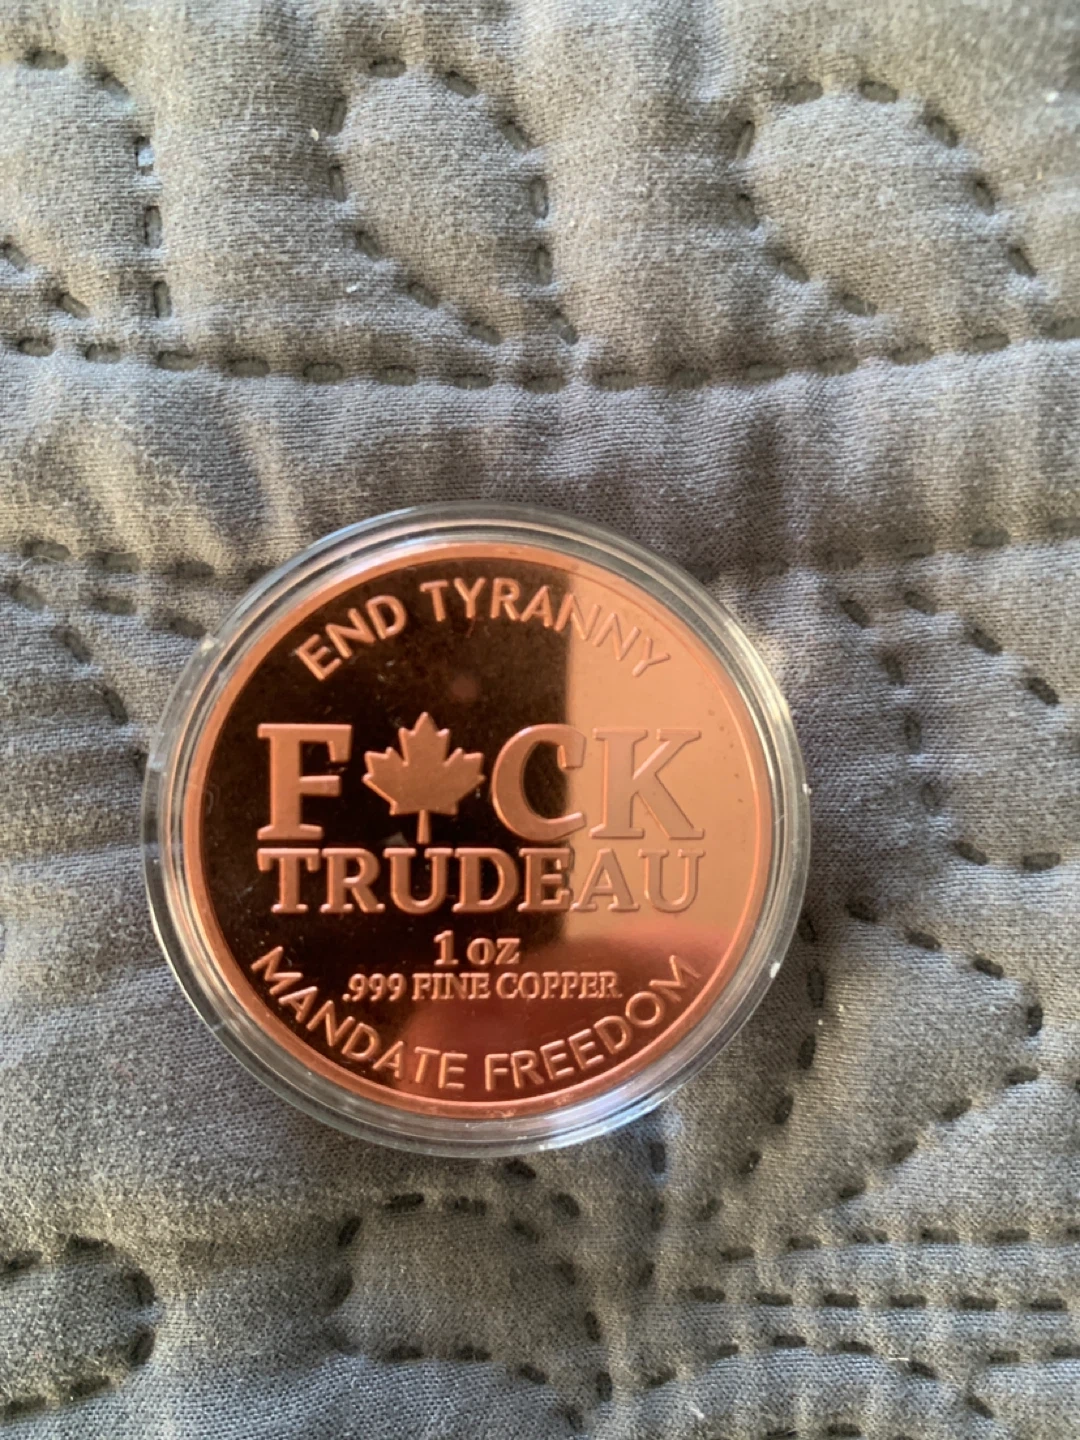 END TYRANNY
F🍁CK
TRUDEAU
1 oz
.999 FINE COPPER
MANDATE FREEDOM